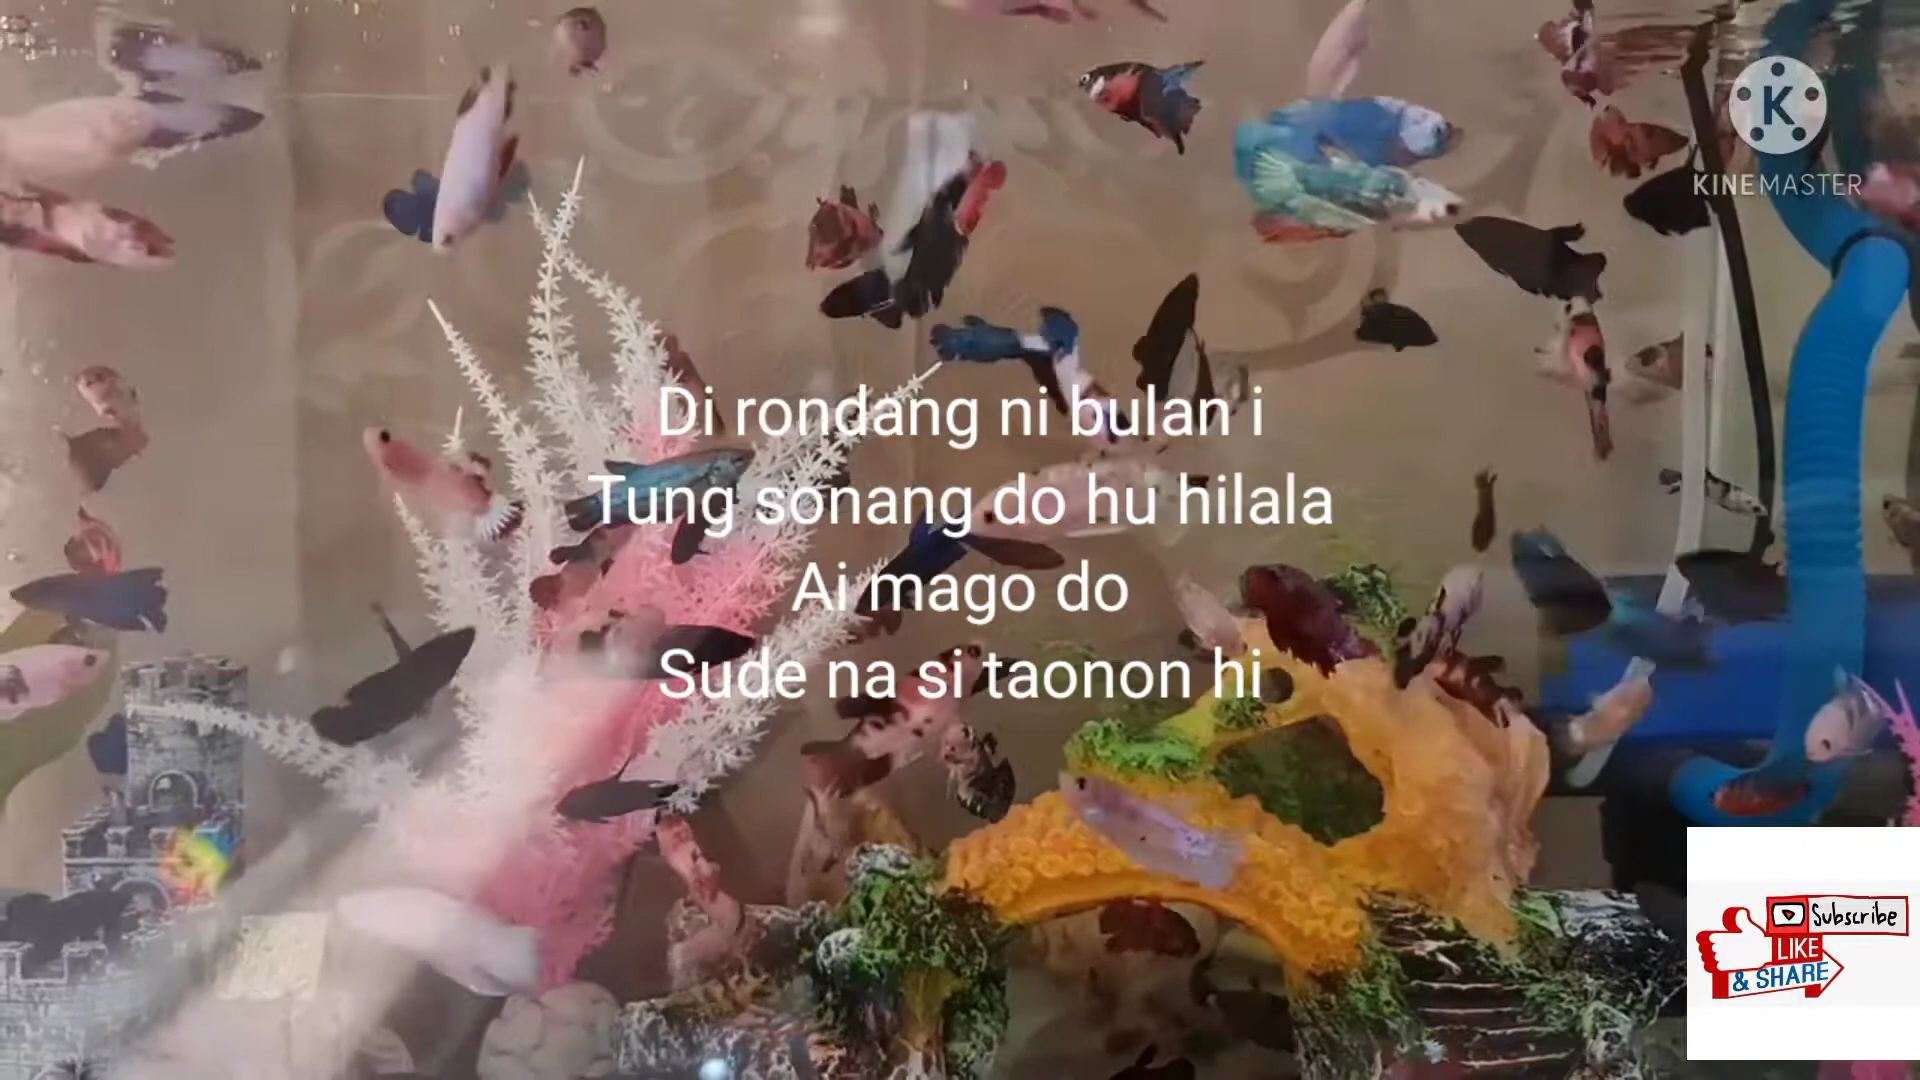 K
KINEMASTER
Di rondang ni bulan i
Tung sonang do hu hilala
Ai mago do
Sude na si taonon hi
Subscribe
LIKE
& SHARE